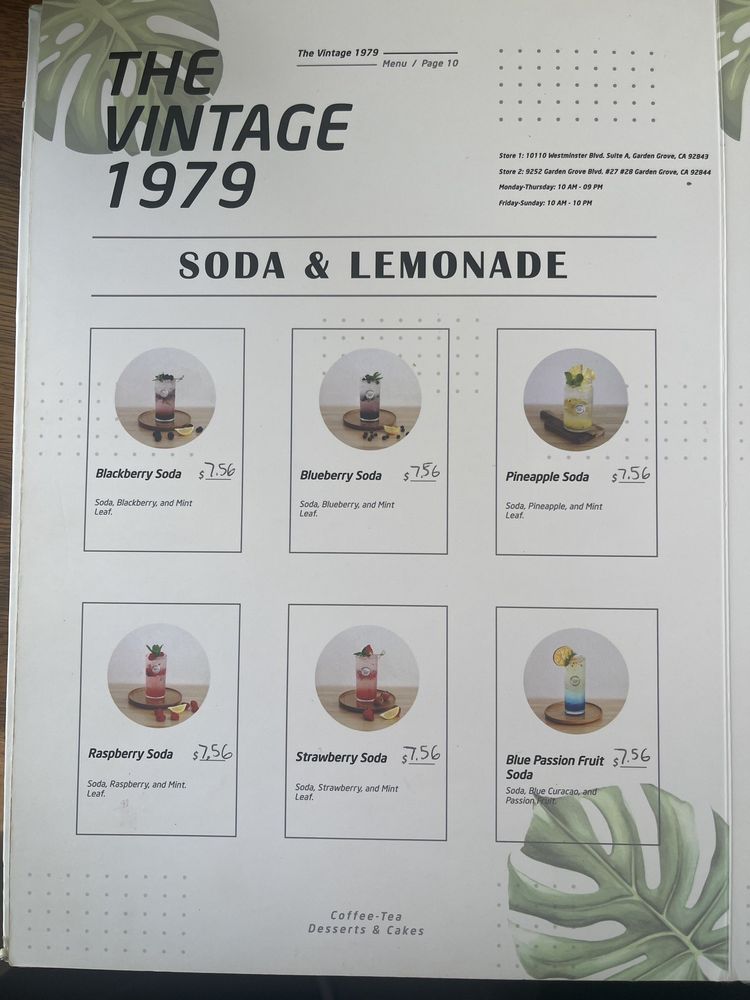 THE
VINTAGE
1979
The Vintage 1979
Menu / Page 10
Store 1: 10110 Westminster Blvd. Suite A, Garden Grove, CA 92843
Store 2: 9252 Garden Grove Blvd. #27 #28 Garden Grove, CA 92844
Monday-Thursday: 10 AM - 09 PM
Friday-Sunday: 10 AM - 10 PM
SODA & LEMONADE
Blackberry Soda $7.56
Soda, Blackberry, and Mint
Leaf.
Blueberry Soda $7.56
Soda, Blueberry, and Mint
Leaf.
Pineapple Soda $7.56
Soda, Pineapple, and Mint
Leaf.
Raspberry Soda $7.56
Soda, Raspberry, and Mint.
Leaf.
Strawberry Soda $7.56
Soda, Strawberry, and Mint
Leaf.
Blue Passion Fruit $7.56
Soda
Soda, Blue Curacao, and
Passion Fruit.
Coffee-Tea
Desserts & Cakes